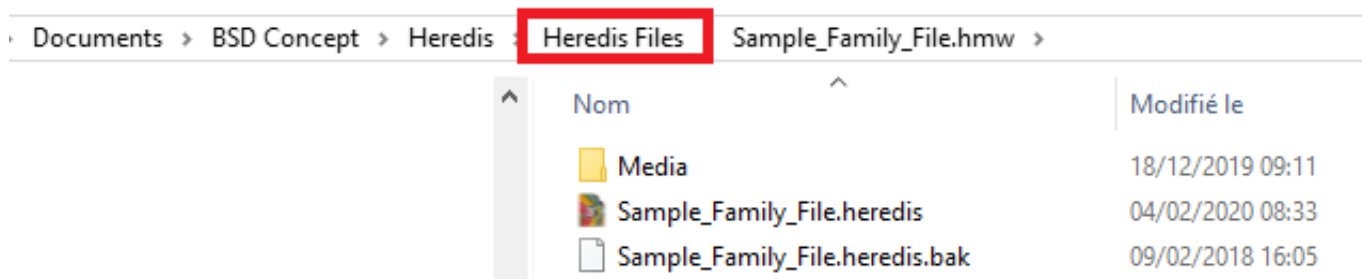 Documents > BSD Concept > Heredis > Heredis Files Sample_Family_File.hmw >
Nom Modifié le
Media 18/12/2019 09:11
Sample_Family_File.heredis 04/02/2020 08:33
Sample_Family_File.heredis.bak 09/02/2018 16:05